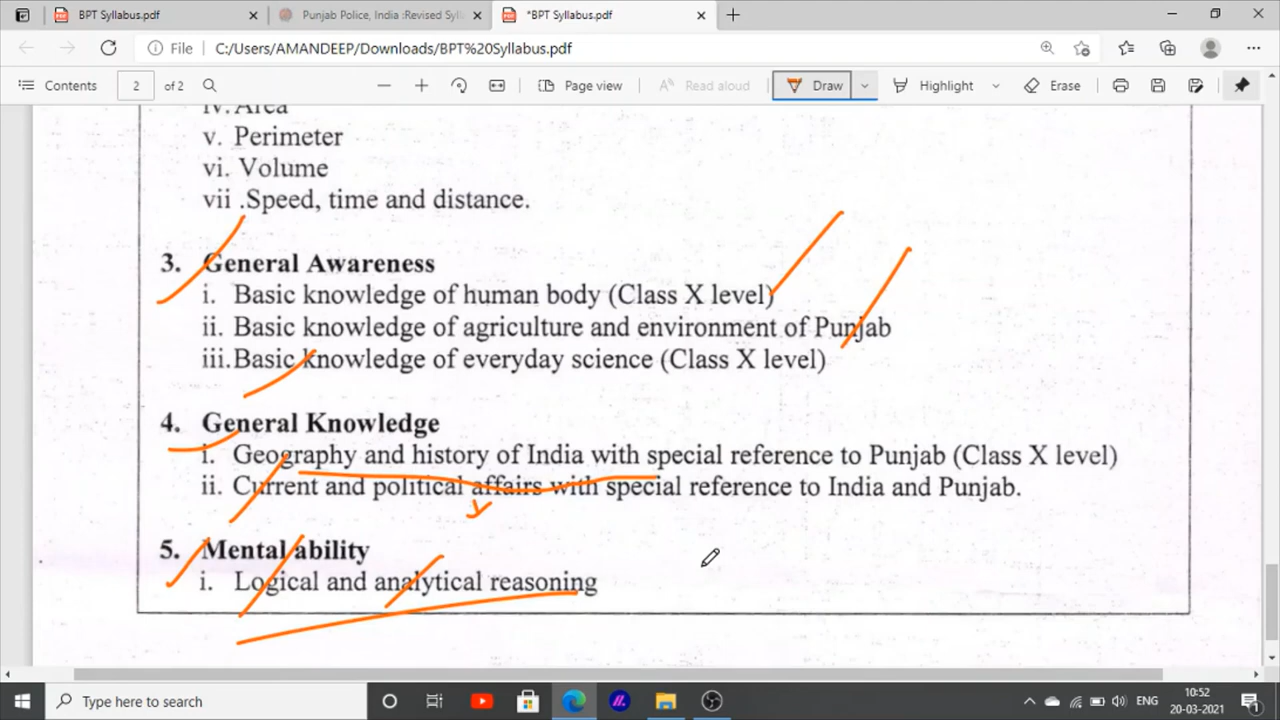 BPT Syllabus.pdf
Punjab Police, India :Revised Syll
*BPT Syllabus.pdf
File C:/Users/AMANDEEP/Downloads/BPT%20Syllabus.pdf
Contents 2 of 2 Page view Read aloud Draw Highlight Erase
iv. Area
v. Perimeter
vi. Volume
vii .Speed, time and distance.
3. General Awareness
i. Basic knowledge of human body (Class X level)
ii. Basic knowledge of agriculture and environment of Punjab
iii.Basic knowledge of everyday science (Class X level)
4. General Knowledge
i. Geography and history of India with special reference to Punjab (Class X level)
ii. Current and political affairs with special reference to India and Punjab.
5. Mental ability
i. Logical and analytical reasoning
Type here to search
ENG
10:52
20-03-2021
1